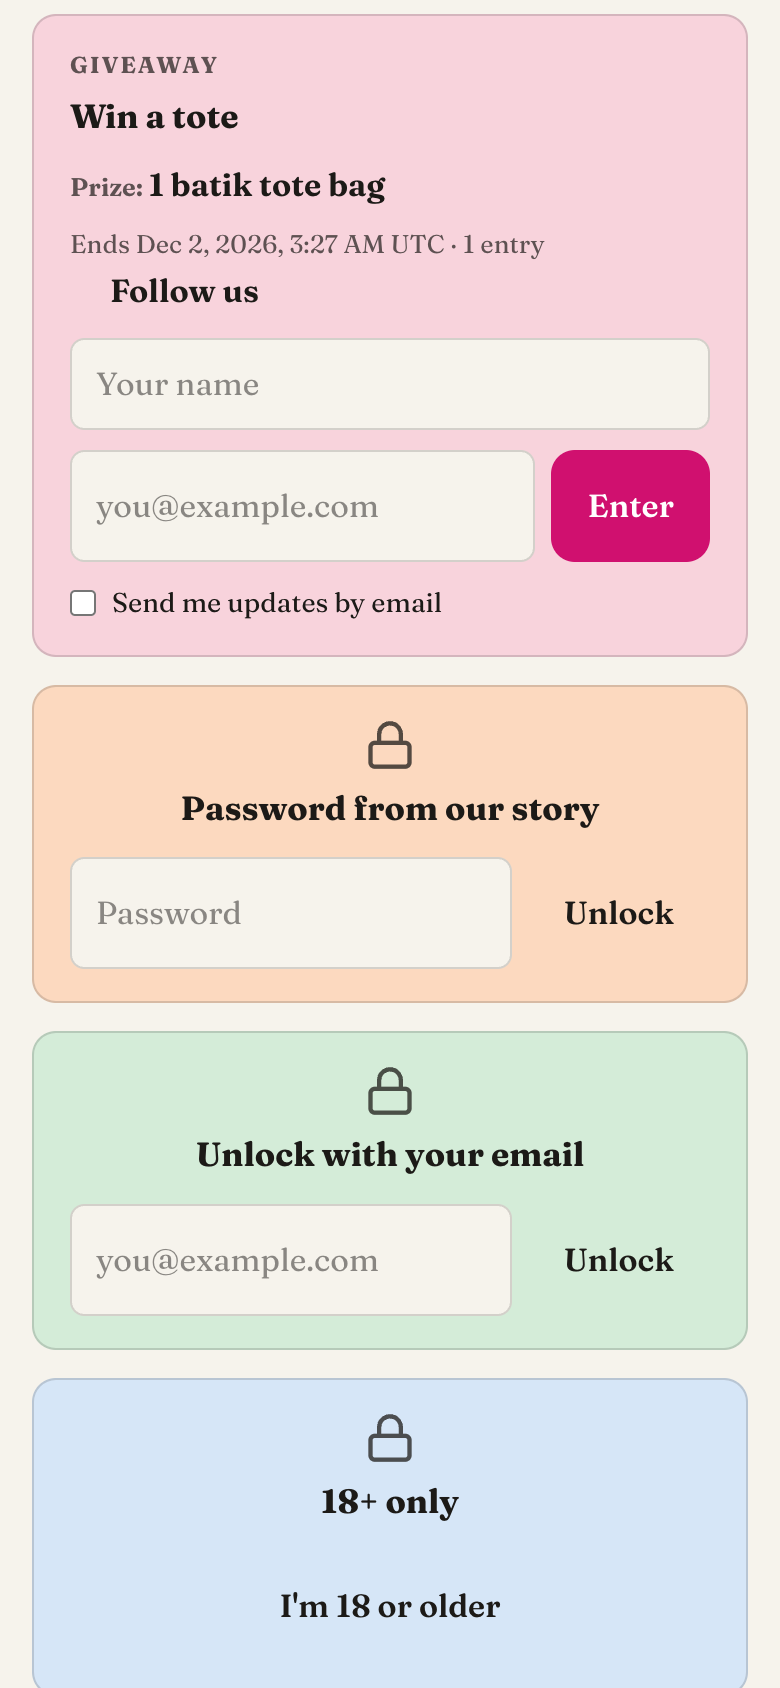 GIVEAWAY
Win a tote
Prize: 1 batik tote bag
Ends Dec 2, 2026, 3:27 AM UTC · 1 entry
Follow us
Your name
you@example.com
Enter
Send me updates by email
Password from our story
Password
Unlock
Unlock with your email
you@example.com
Unlock
18+ only
I'm 18 or older